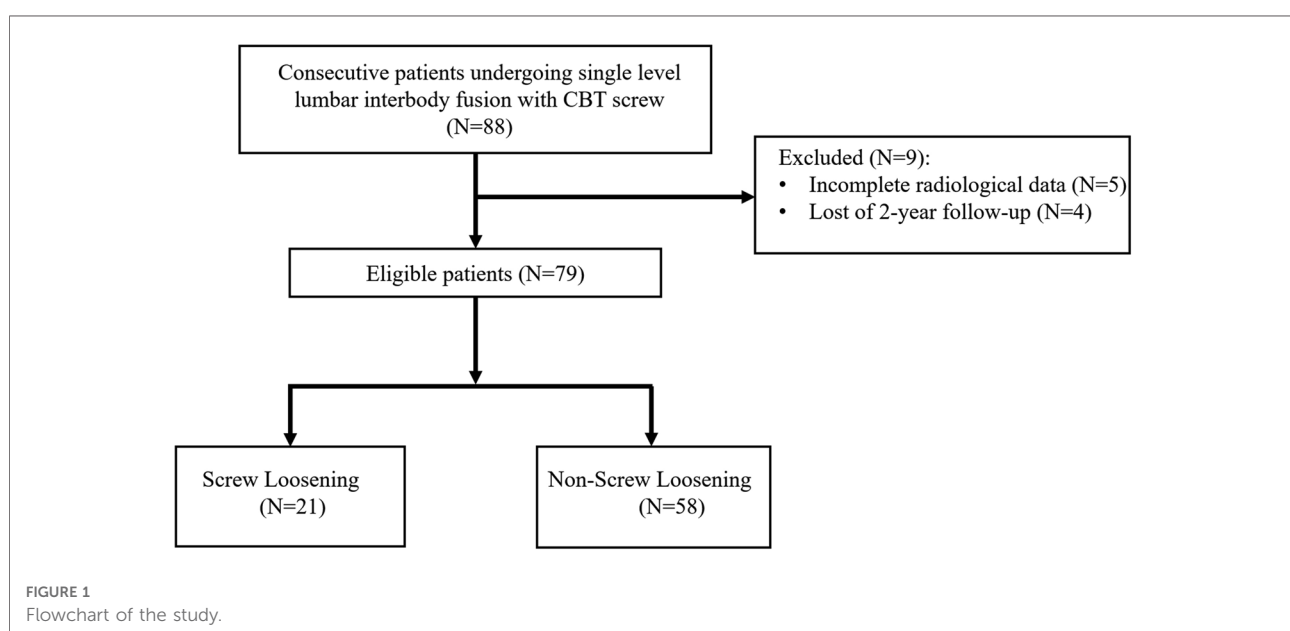 Consecutive patients undergoing single level
lumbar interbody fusion with CBT screw
(N=88)
Excluded (N=9):
• Incomplete radiological data (N=5)
• Lost of 2-year follow-up (N=4)
Eligible patients (N=79)
Screw Loosening
(N=21)
Non-Screw Loosening
(N=58)
FIGURE 1
Flowchart of the study.